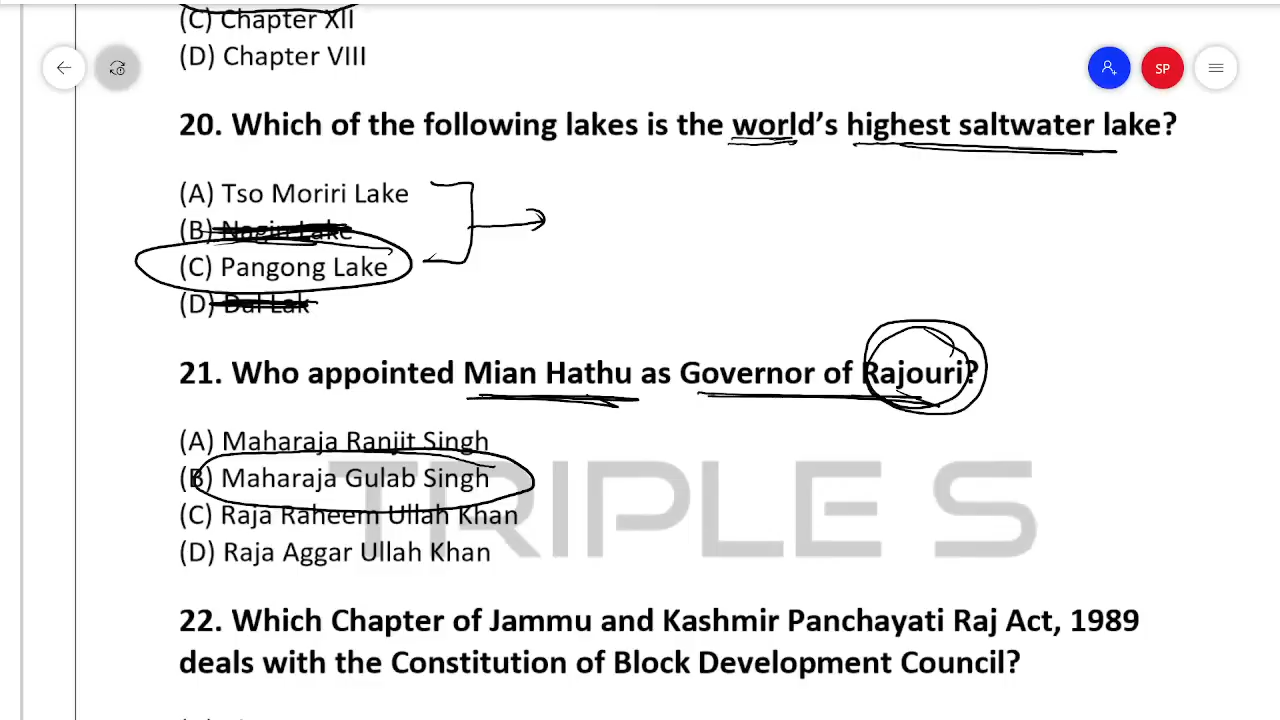 (C) Chapter XII
(D) Chapter VIII
SP
20. Which of the following lakes is the world's highest saltwater lake?
(A) Tso Moriri Lake
(B) Nagin Lake
(C) Pangong Lake
(D) Dal Lak
21. Who appointed Mian Hathu as Governor of Rajouri?
(A) Maharaja Ranjit Singh
(B) Maharaja Gulab Singh
(C) Raja Raheem Ullah Khan
(D) Raja Aggar Ullah Khan
TRIPLE S
22. Which Chapter of Jammu and Kashmir Panchayati Raj Act, 1989
deals with the Constitution of Block Development Council?